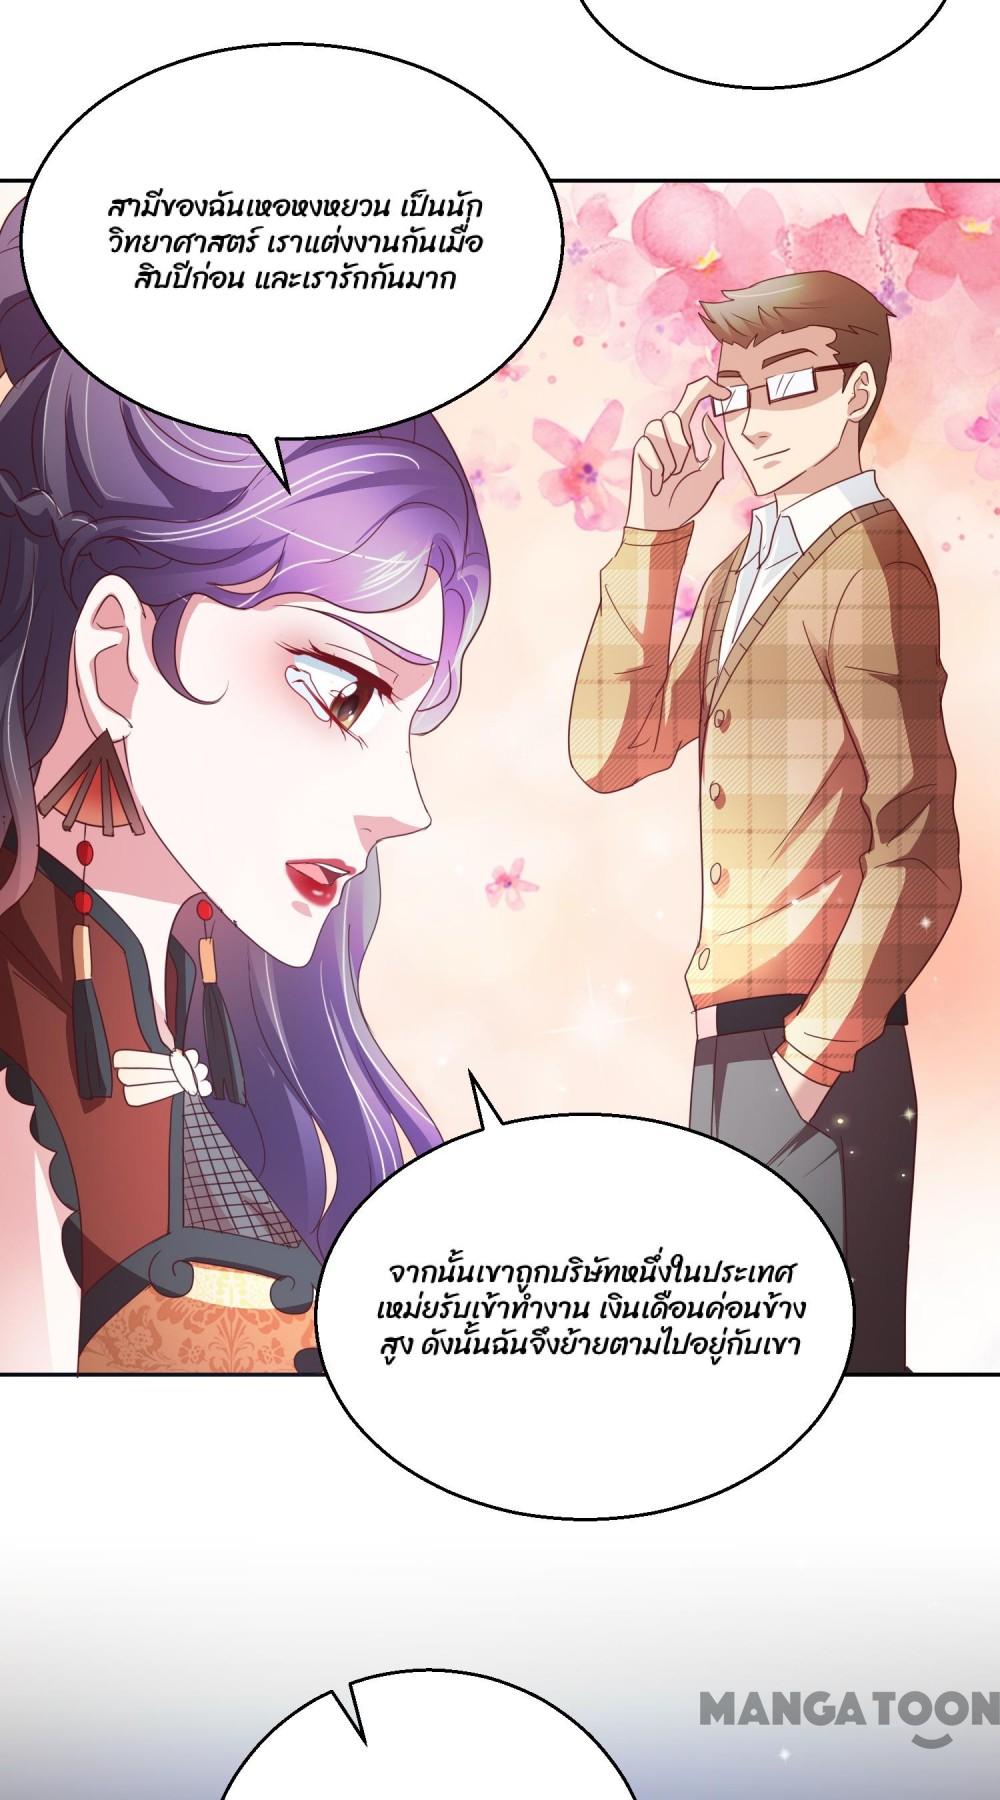 สามีของฉันเหอหงหยวน เป็นนัก
วิทยาศาสตร์ เราแต่งงานกันเมื่อ
สิบปีก่อน และเรารักกันมาก
จากนั้นเขาถูกบริษัทหนึ่งในประเทศ
เหม่ยรับเข้าทำงาน เงินเดือนค่อนข้าง
สูง ดังนั้นฉันจึงย้ายตามไปอยู่กับเขา
MANGATOON